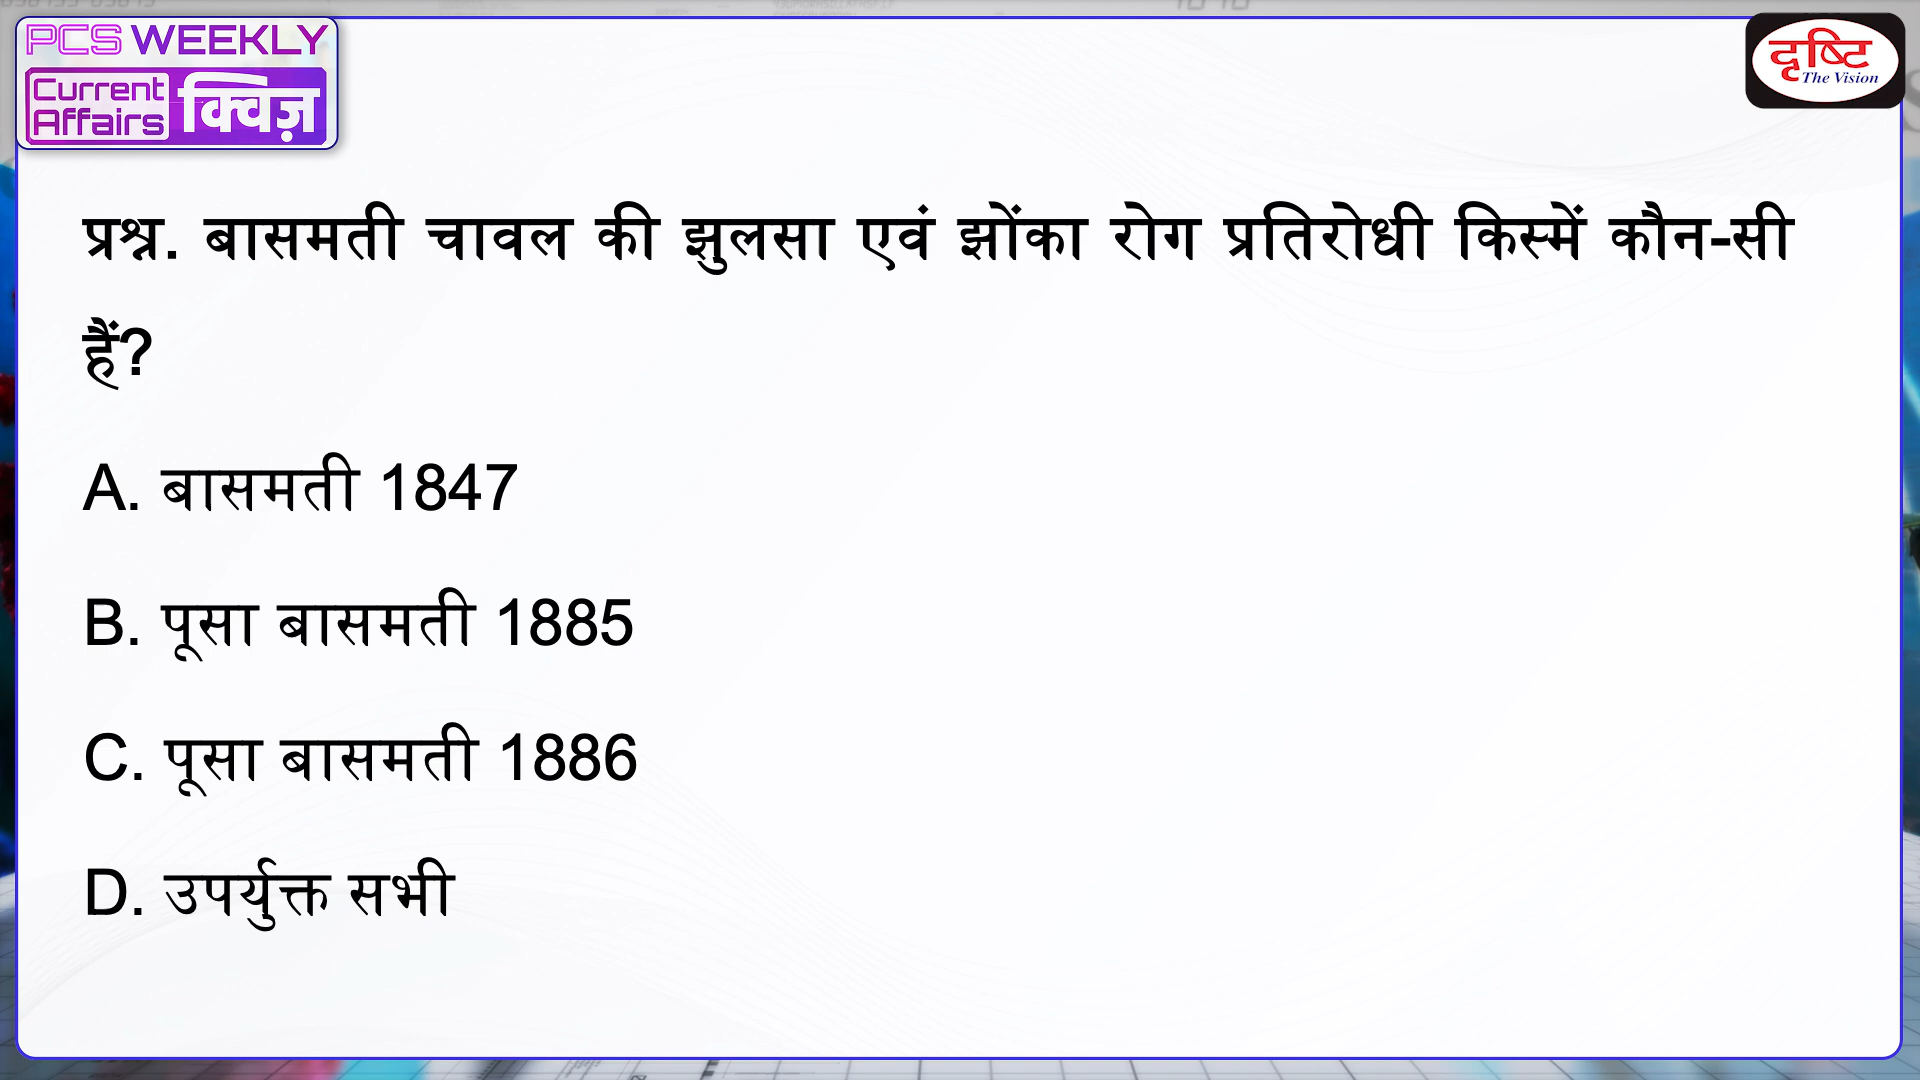 PCS WEEKLY
Current
Affairs
क्विज़
दृष्टि
The Vision
प्रश्न. बासमती चावल की झुलसा एवं झोंका रोग प्रतिरोधी किस्में कौन-सी
हैं?
A. बासमती 1847
B. पूसा बासमती 1885
C. पूसा बासमती 1886
D. उपर्युक्त सभी